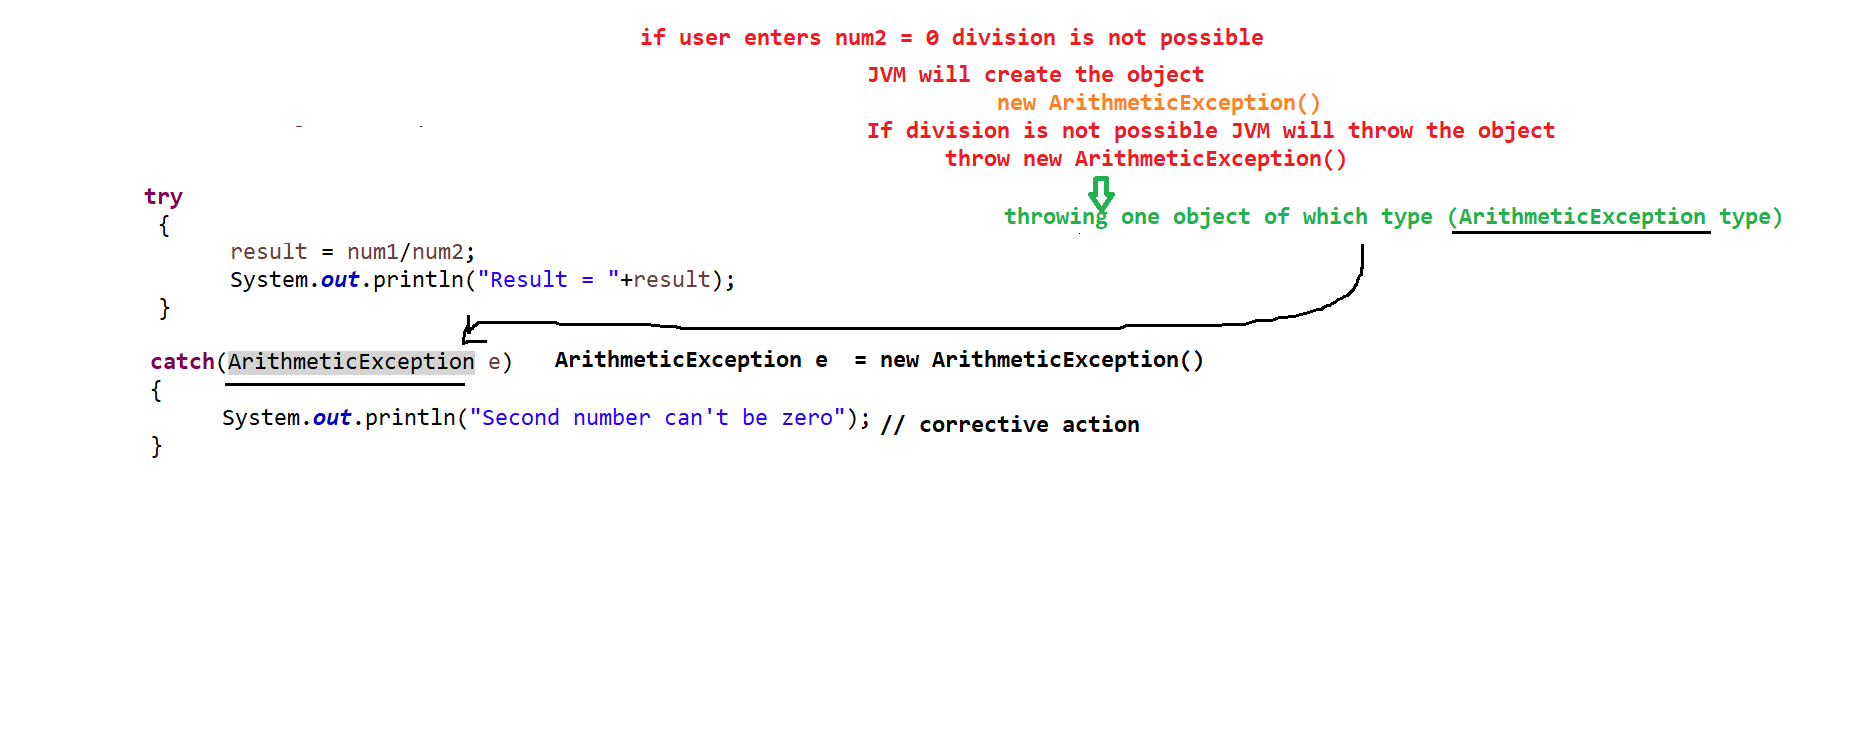 if user enters num2 = 0 division is not possible
JVM will create the object
new ArithmeticException()
If division is not possible JVM will throw the object
throw new ArithmeticException()
throwing one object of which type (ArithmeticException type)
try
{
result = num1/num2;
System.out.println("Result = "+result);
}
catch(ArithmeticException e) ArithmeticException e = new ArithmeticException()
{
System.out.println("Second number can't be zero"); // corrective action
}